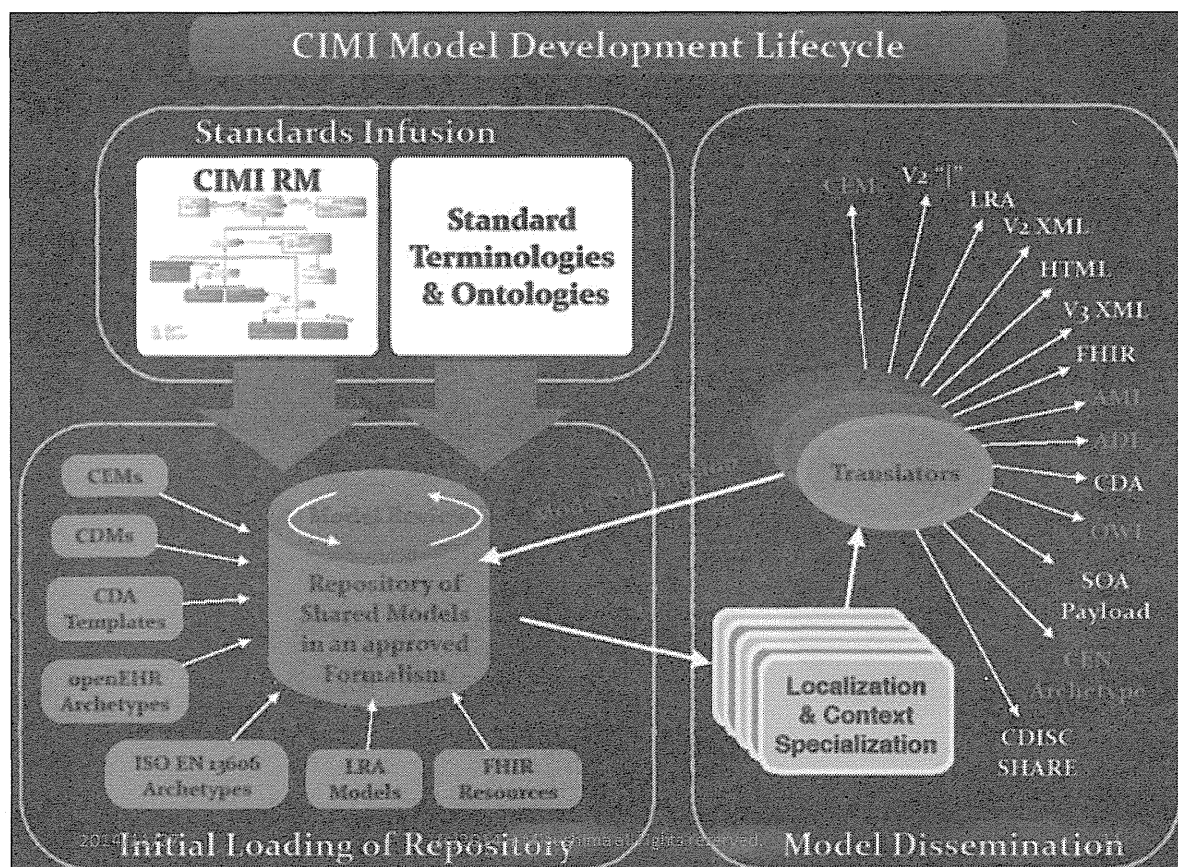 CIMI Model Development Lifecycle
Standards Infusion
CIMI RM
Standard
Terminologies
& Ontologies
CEMs
CDMs
CDA
Templates
openEHR
Archetypes
ISO EN 13606
Archetypes
LRA
Models
FHIR
Resources
Repository of
Shared Models
in an approved
Formalism
Initial Loading of Repository
CEM
V2 “|”
LRA
V2 XML
HTML
V3 XML
FHIR
AML
ADL
CDA
OWL
SOA
Payload
CEN
Archetype
CDISC
SHARE
Translators
Localization
& Context
Specialization
Model Dissemination
all rights reserved.